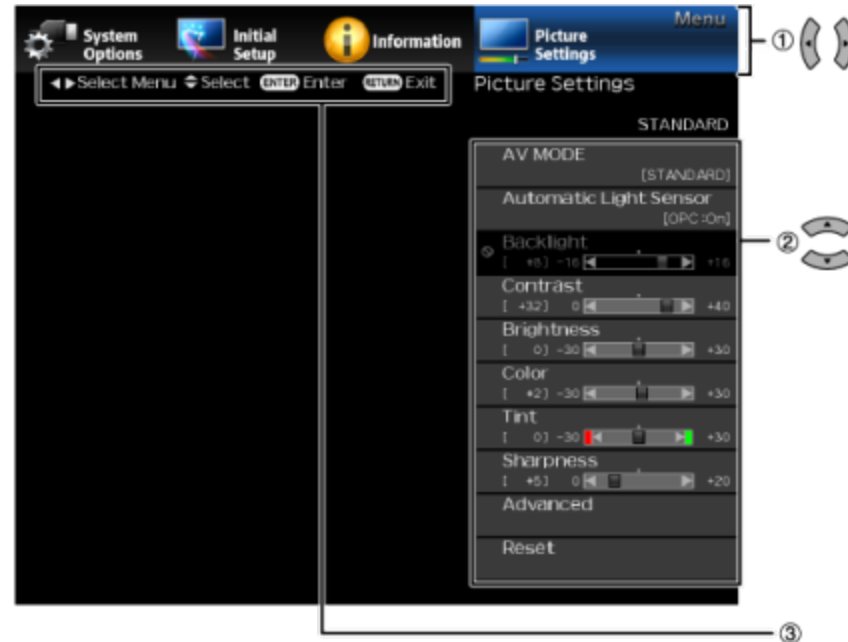 Menu
System Options
Initial Setup
Information
Picture Settings
①
Select Menu Select ENTER Enter RETURN Exit
Picture Settings
STANDARD
AV MODE
[STANDARD]
Automatic Light Sensor
[OPC :On]
②
Backlight
[ +8] -16 +16
Contrast
[ +32] 0 +40
Brightness
[ 0] -30 +30
Color
[ +2] -30 +30
Tint
[ 0] -30 +30
Sharpness
[ +5] 0 +20
Advanced
Reset
③